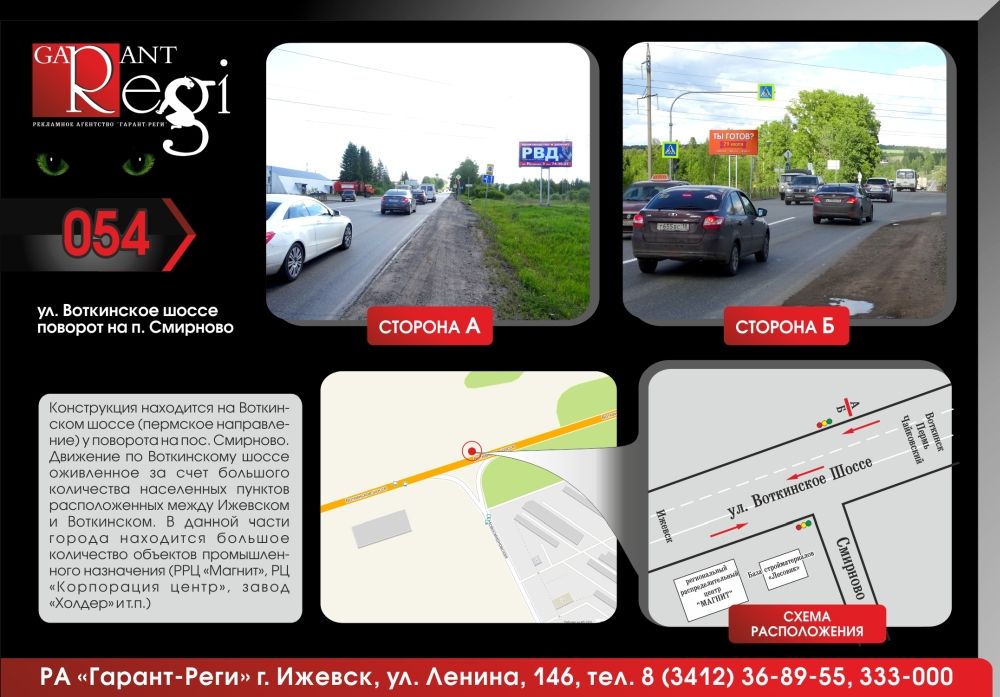 GARANT
Regi
РЕКЛАМНОЕ АГЕНТСТВО "ГАРАНТ-РЕГИ"
054
ул. Воткинское шоссе
поворот на п. Смирново
РВД
СТОРОНА А
ТЫ ГОТОВ?
29 июля
СТОРОНА Б
Конструкция находится на Воткин-
ском шоссе (пермское направле-
ние) у поворота на пос. Смирново.
Движение по Воткинскому шоссе
оживленное за счет большого
количества населенных пунктов
расположенных между Ижевском
и Воткинском. В данной части
города находится большое
количество объектов промышлен-
ного назначения (РРЦ «Магнит», РЦ
«Корпорация центр», завод
«Холдер» и т.п.)
А
Б
Воткинск
Пермь
Чайковский
ул. Воткинское Шоссе
Ижевск
Смирново
региональный
распределительный
центр
"МАГНИТ"
База стройматериалов
«Лесовик»
СХЕМА
РАСПОЛОЖЕНИЯ
РА «Гарант-Реги» г. Ижевск, ул. Ленина, 146, тел. 8 (3412) 36-89-55, 333-000